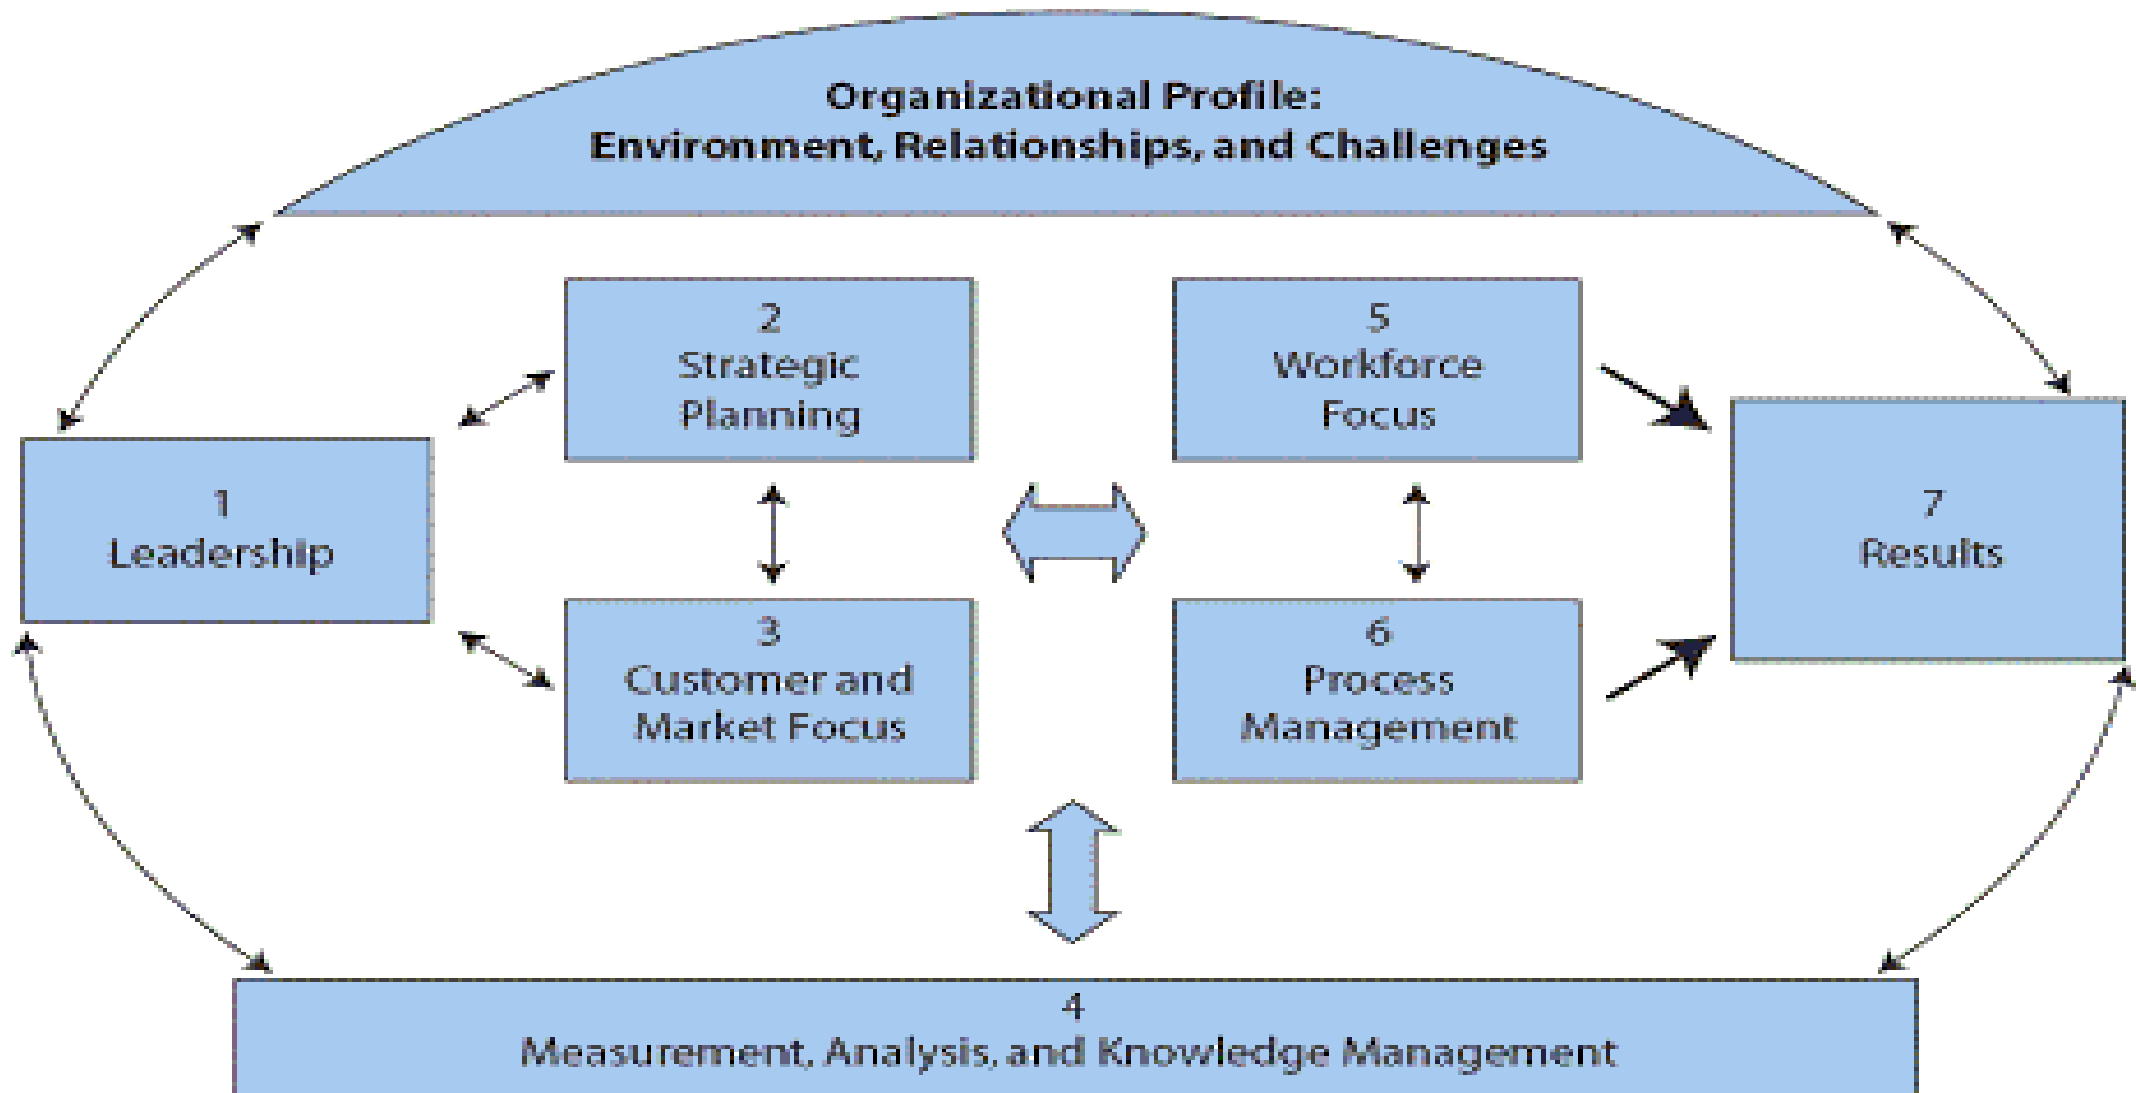 Organizational Profile:
Environment, Relationships, and Challenges
2
Strategic
Planning
5
Workforce
Focus
1
Leadership
7
Results
3
Customer and
Market Focus
6
Process
Management
4
Measurement, Analysis, and Knowledge Management